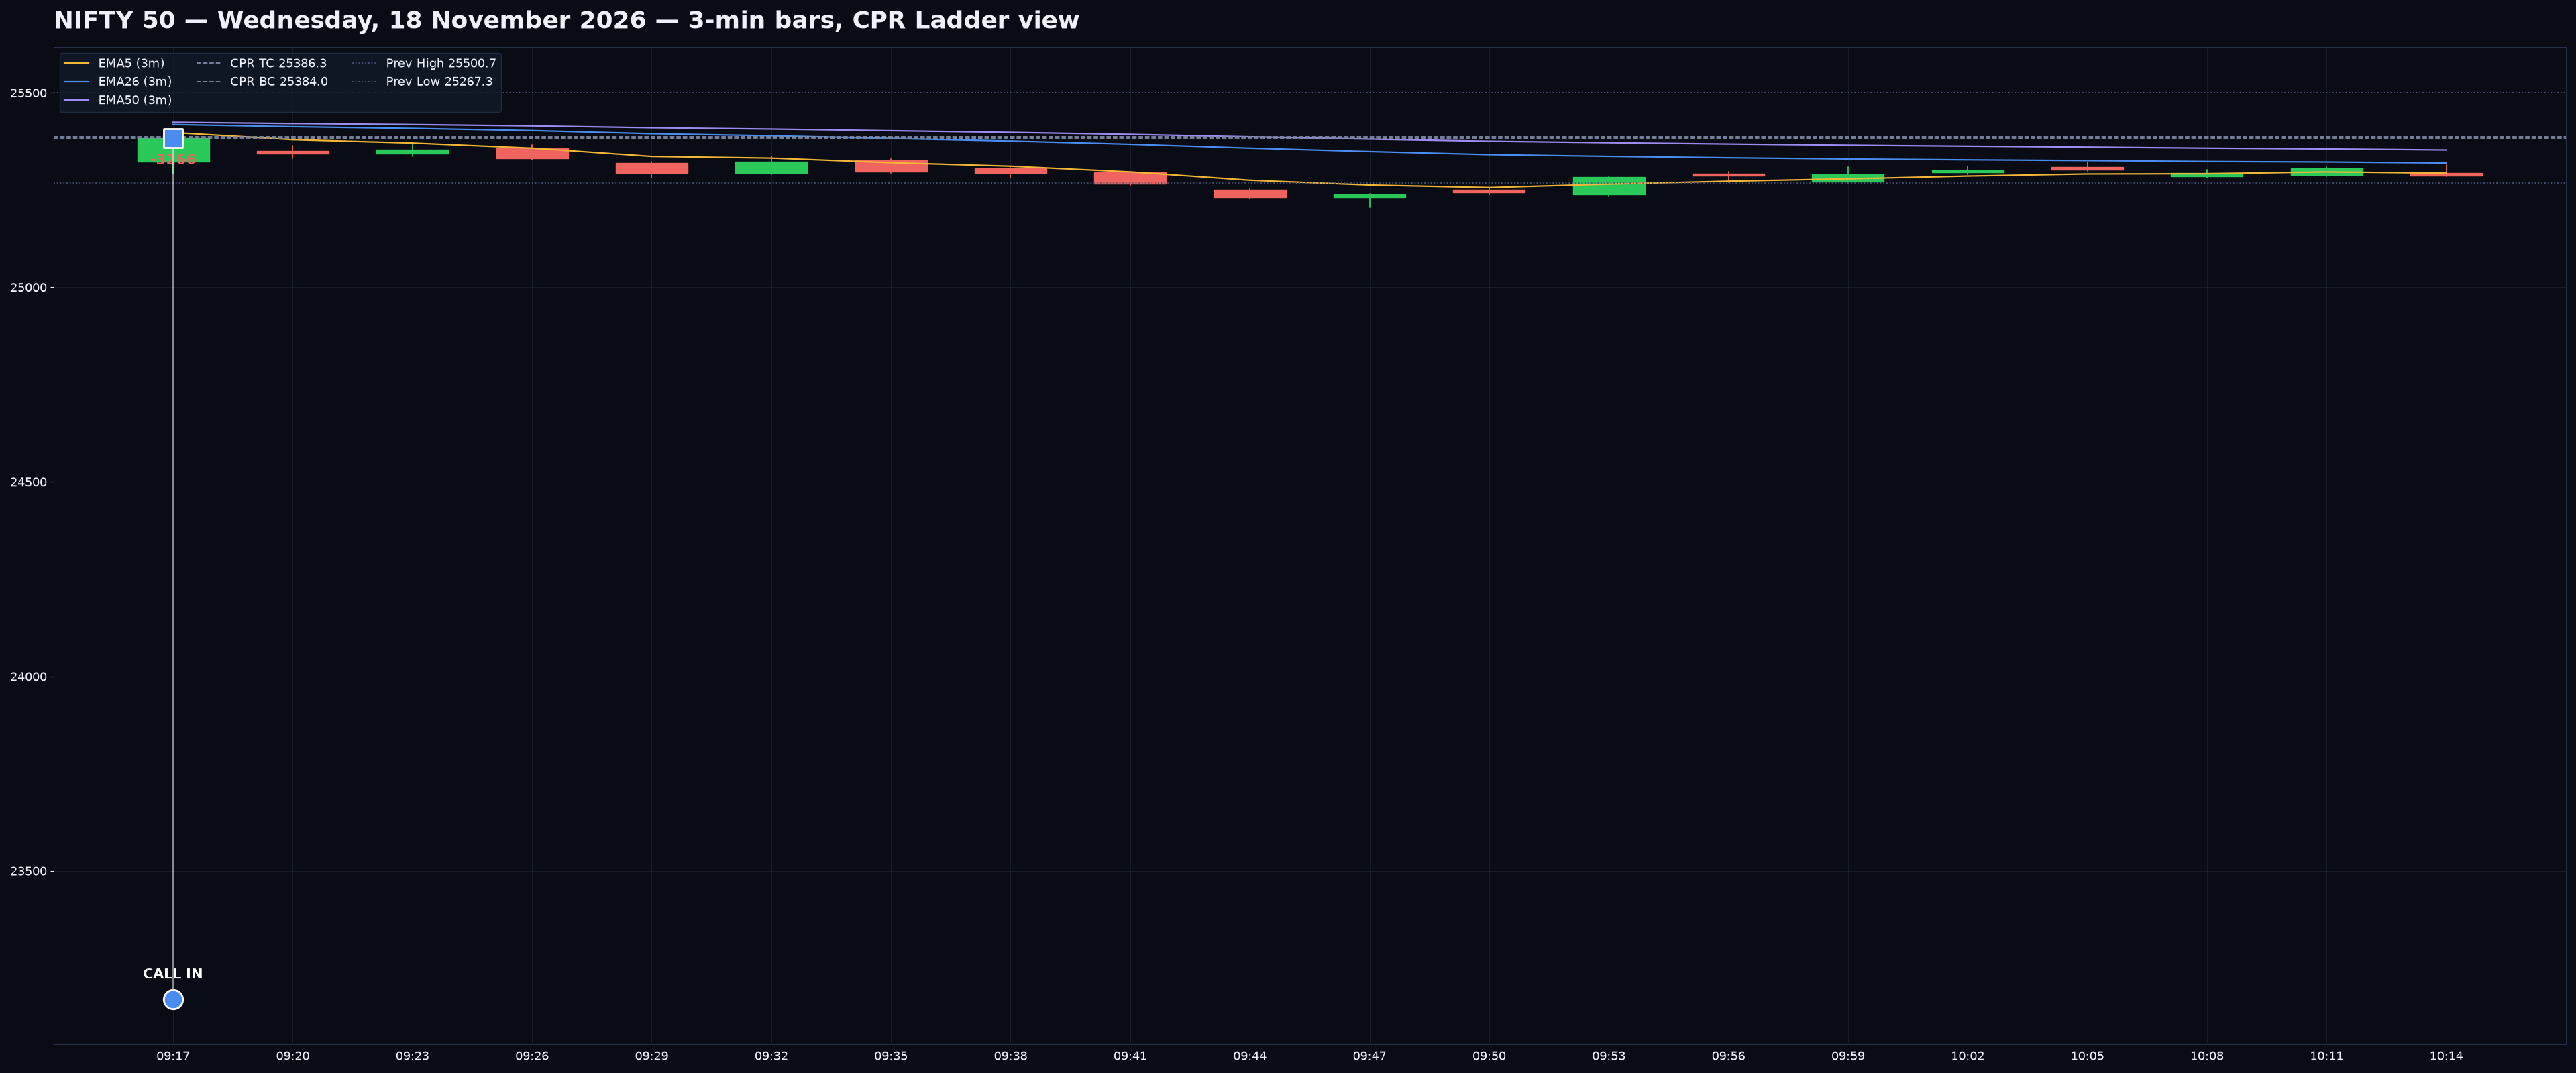 NIFTY 50 — Wednesday, 18 November 2026 — 3-min bars, CPR Ladder view
EMA5 (3m) CPR TC 25386.3 Prev High 25500.7
EMA26 (3m) CPR BC 25384.0 Prev Low 25267.3
EMA50 (3m)
25500
-3266
25000
24500
24000
23500
CALL IN
09:17 09:20 09:23 09:26 09:29 09:32 09:35 09:38 09:41 09:44 09:47 09:50 09:53 09:56 09:59 10:02 10:05 10:08 10:11 10:14